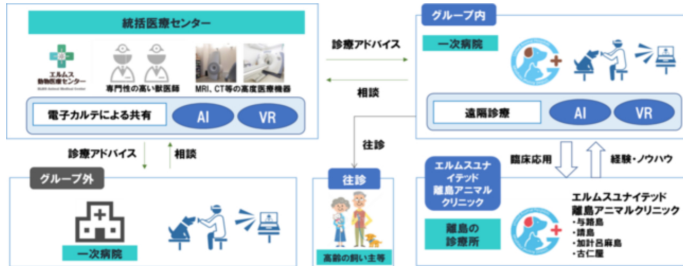 統括医療センター
エルムス
動物医療センター
専門性の高い獣医師
MRI、CT等の高度医療機器
電子カルテによる共有
AI
VR
診療アドバイス
相談
グループ内
一次病院
遠隔診療
AI
VR
診療アドバイス
相談
往診
臨床応用
経験・ノウハウ
グループ外
一次病院
往診
高齢の飼い主等
エルムスユナ
イテッド
離島アニマル
クリニック
離島の
診療所
エルムスユナイテッド
離島アニマルクリニック
・与路島
・請島
・加計呂麻島
・古仁屋